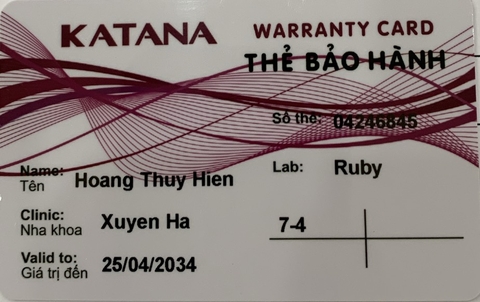 KATANA
WARRANTY CARD
THẺ BẢO HÀNH
Số thẻ: 04246845
Name:
Tên
Hoang Thuy Hien
Lab: Ruby
Clinic:
Nha khoa
Xuyen Ha
7-4
Valid to:
Giá trị đến
25/04/2034